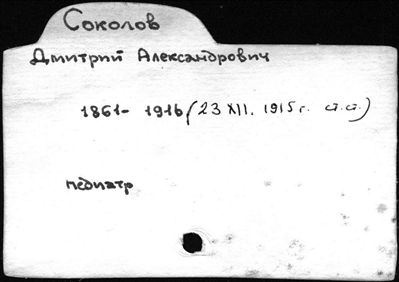 Соколов
Дмитрий Александрович
1861- 1916 (23 XII. 1915 г. ст.ст.)
педиатр